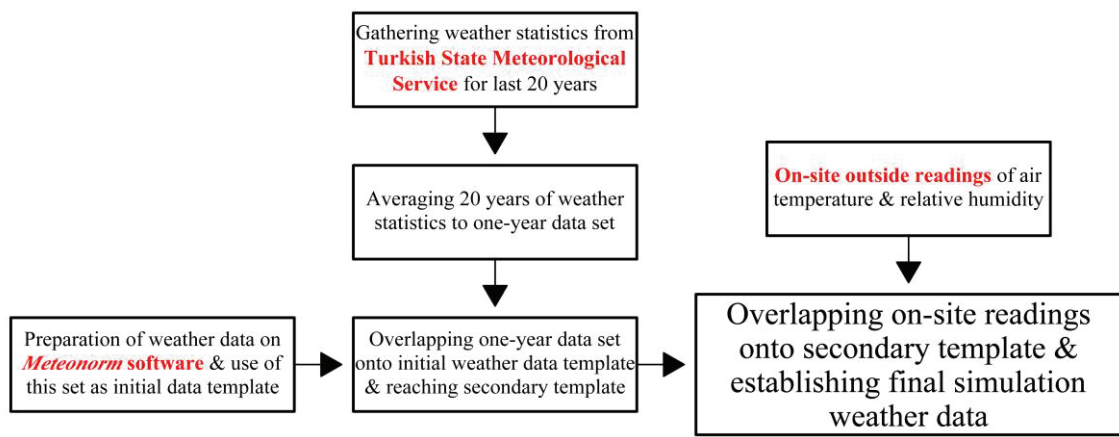 Gathering weather statistics from
Turkish State Meteorological
Service for last 20 years
Averaging 20 years of weather
statistics to one-year data set
On-site outside readings of air
temperature & relative humidity
Preparation of weather data on
Meteonorm software & use of
this set as initial data template
Overlapping one-year data set
onto initial weather data template
& reaching secondary template
Overlapping on-site readings
onto secondary template &
establishing final simulation
weather data